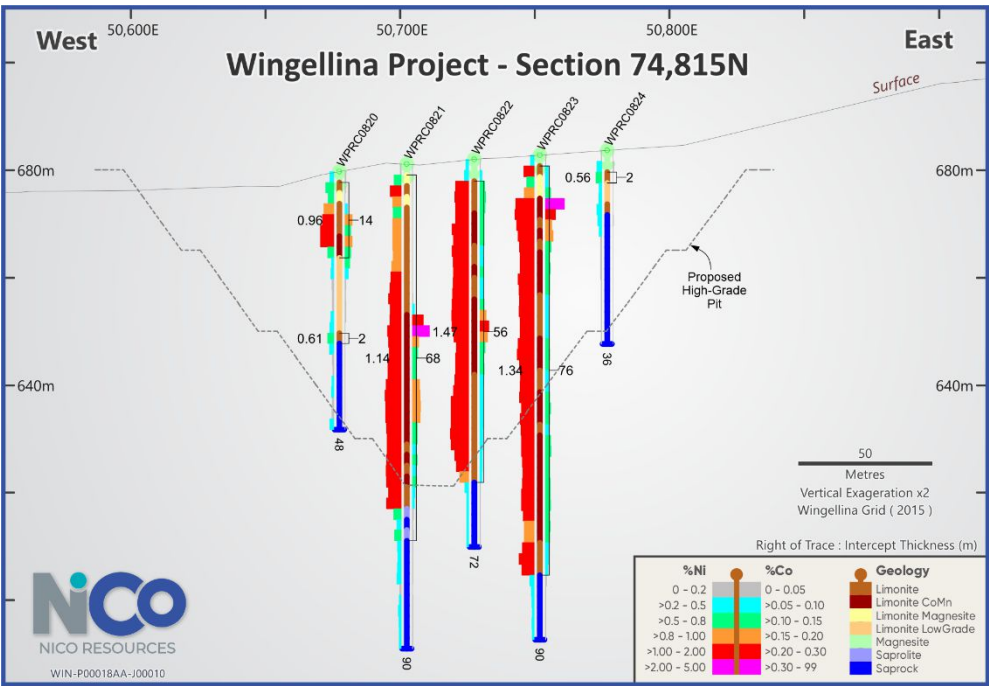 50,600E
50,700E
50,800E
West
East
Wingellina Project - Section 74,815N
Surface
WPRC0820
WPRC0821
WPRC0822
WPRC0823
WPRC0824
680m
680m
0.56
2
0.96
14
Proposed
High-Grade
Pit
0.61
2
1.14
68
1.47
56
1.34
76
36
640m
640m
48
72
90
90
50
Metres
Vertical Exageration x2
Wingellina Grid ( 2015 )
Right of Trace : Intercept Thickness (m)
%Ni %Co Geology
0 - 0.2 0 - 0.05 Limonite
>0.2 - 0.5 >0.05 - 0.10 Limonite CoMn
>0.5 - 0.8 >0.10 - 0.15 Limonite Magnesite
>0.8 - 1.00 >0.15 - 0.20 Limonite LowGrade
>1.00 - 2.00 >0.20 - 0.30 Magnesite
>2.00 - 5.00 >0.30 - 99 Saprolite
Saprock
NiCo
NICO RESOURCES
WIN-P00018AA-J00010